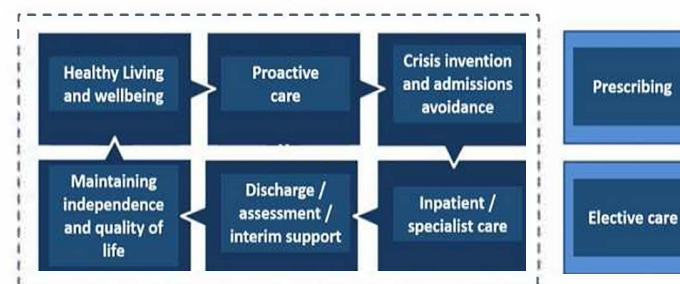 Healthy Living
and wellbeing
Proactive
care
Crisis invention
and admissions
avoidance
Prescribing
Maintaining
independence
and quality of
life
Discharge /
assessment /
interim support
Inpatient /
specialist care
Elective care